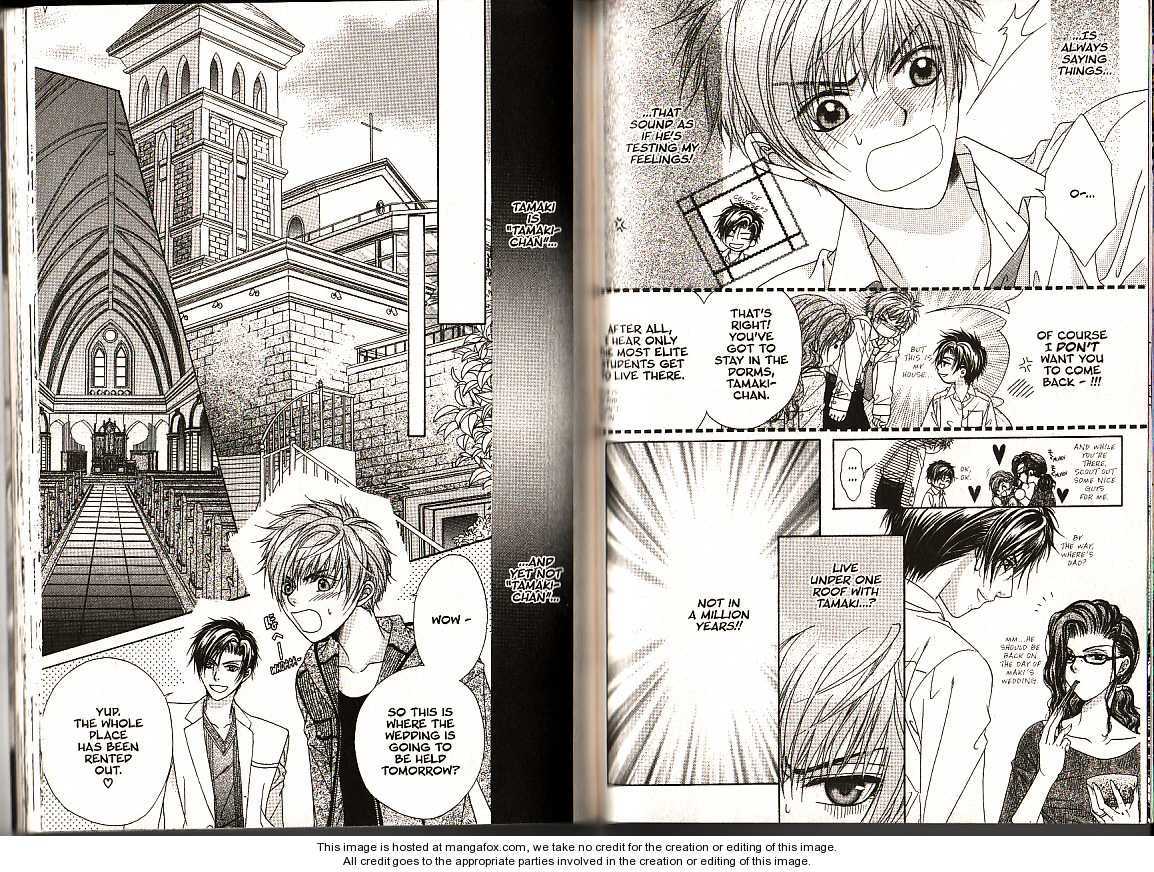 ...IS
ALWAYS
SAYING
THINGS...
...THAT
SOUND AS
IF HE'S
TESTING MY
FEELINGS!
O-...
OF COURSE
I DON'T
WANT YOU
TO COME
BACK - !!!
BUT
THIS IS
MY
HOUSE...
THAT'S
RIGHT!
YOU'VE
GOT TO
STAY IN THE
DORMS,
TAMAKI-
CHAN.
AFTER ALL,
I HEAR ONLY
THE MOST ELITE
STUDENTS GET
TO LIVE THERE.
AND WHILE
YOU'RE
THERE,
SCOUT OUT
SOME NICE
GUYS
FOR ME.
OK,
OK.
...
...
BY
THE WAY,
WHERE'S
DAD?
MM...HE
SHOULD BE
BACK ON
THE DAY OF
MAKI'S
WEDDING
LIVE
UNDER ONE
ROOF WITH
TAMAKI...?
NOT IN
A MILLION
YEARS!!
TAMAKI
IS
"TAMAKI-
CHAN"...
...AND
YET NOT
"TAMAKI-
CHAN"...
WOW -
SO THIS IS
WHERE THE
WEDDING IS
GOING TO
BE HELD
TOMORROW?
YUP.
THE WHOLE
PLACE
HAS BEEN
RENTED
OUT.
♡
This image is hosted at mangafox.com, we take no credit for the creation or editing of this image.
All credit goes to the appropriate parties involved in the creation or editing of this image.